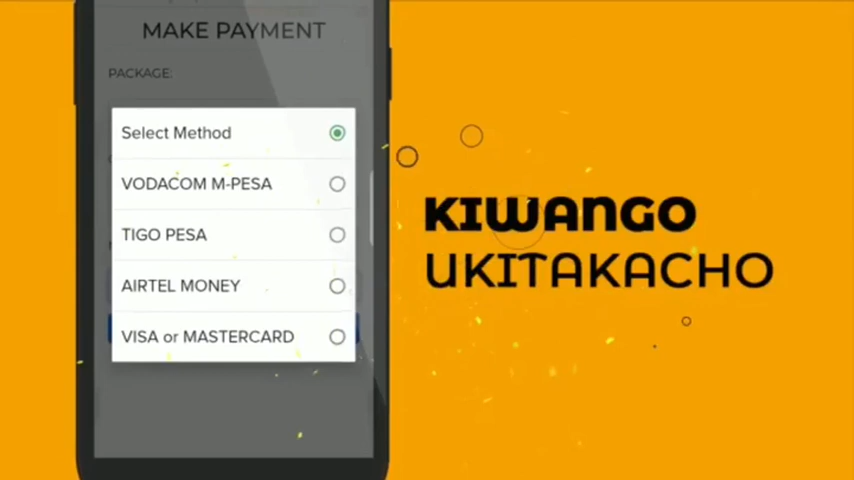 MAKE PAYMENT
PACKAGE:
Select Method
VODACOM M-PESA
TIGO PESA
AIRTEL MONEY
VISA or MASTERCARD
KIWANGO
UKITAKACHO